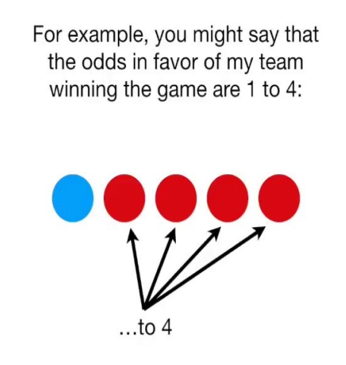 For example, you might say that
the odds in favor of my team
winning the game are 1 to 4:
...to 4